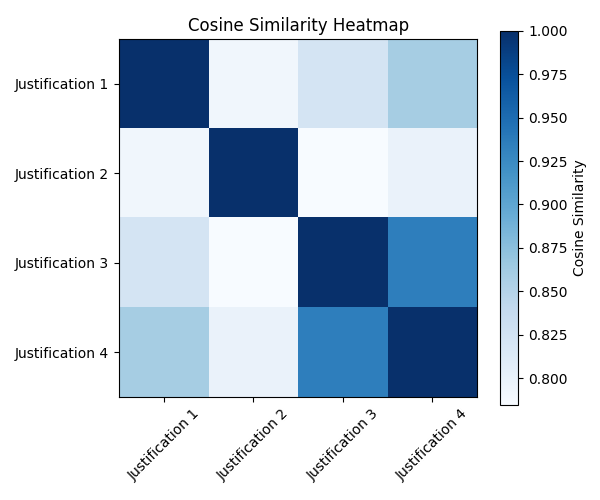 Cosine Similarity Heatmap
Justification 1
Justification 2
Justification 3
Justification 4
Justification 1
Justification 2
Justification 3
Justification 4
1.000
0.975
0.950
0.925
0.900
0.875
0.850
0.825
0.800
Cosine Similarity